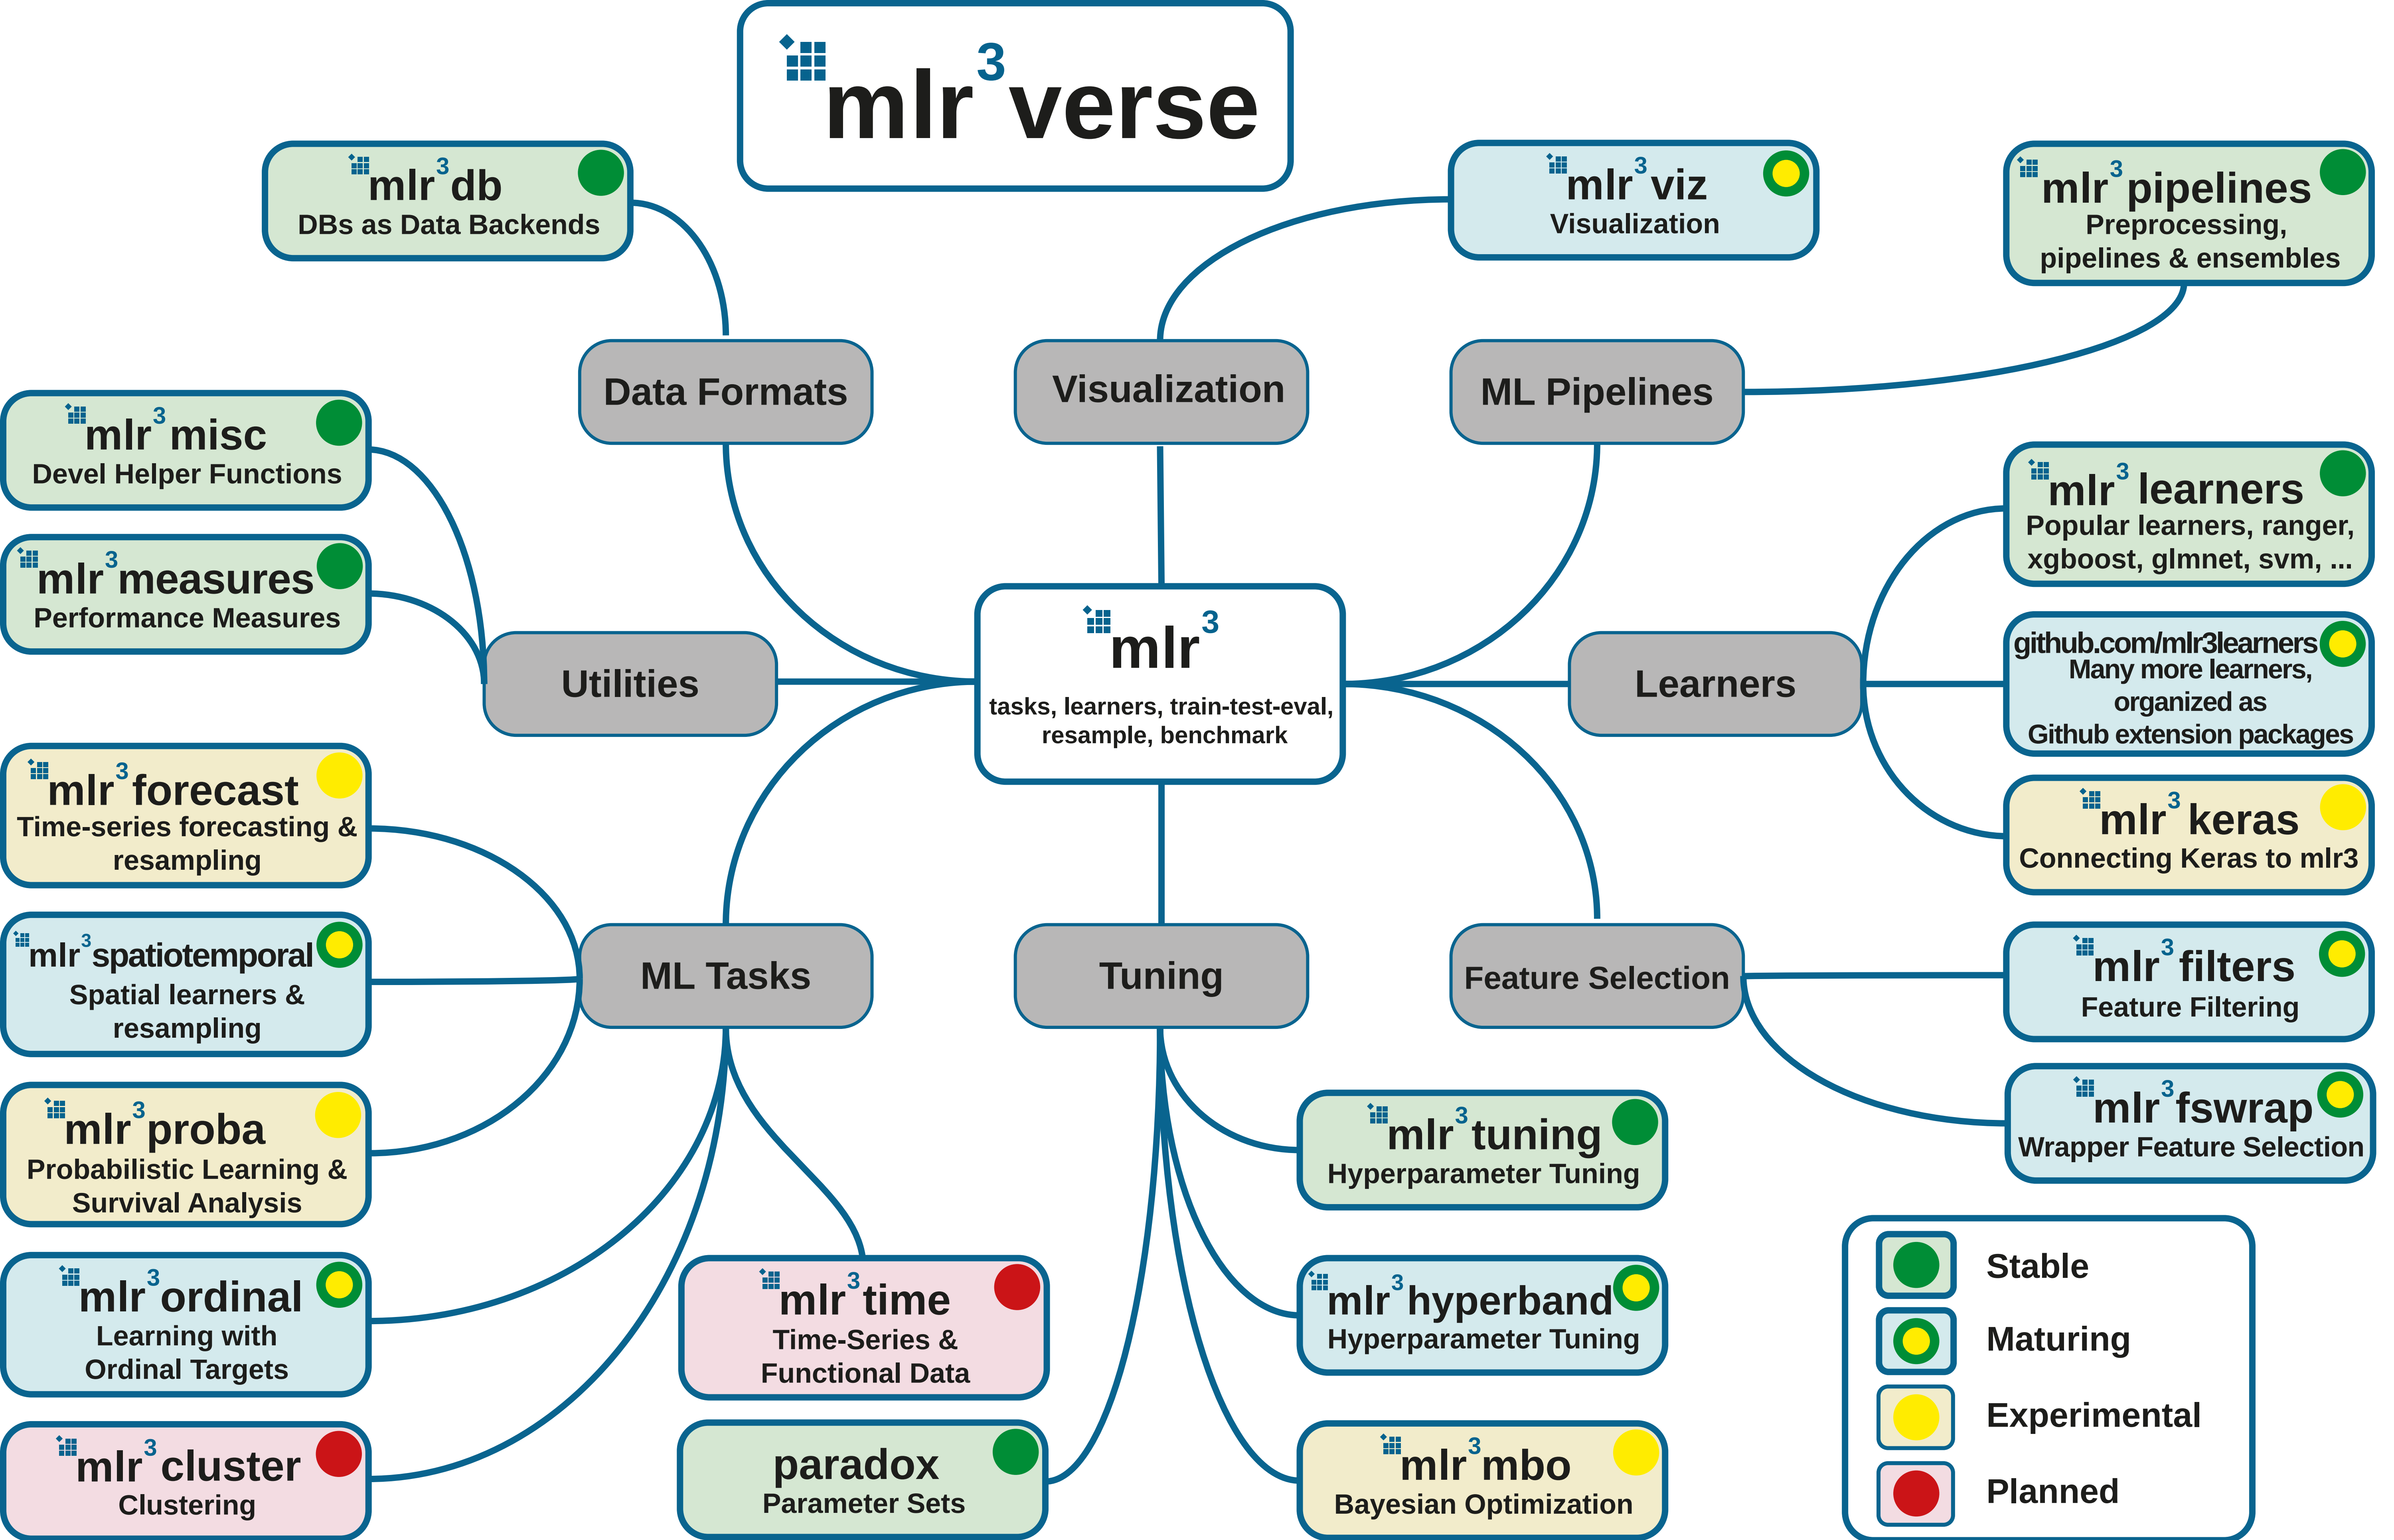 mlr3verse
mlr3db
DBs as Data Backends
mlr3viz
Visualization
mlr3pipelines
Preprocessing,
pipelines & ensembles
Data Formats
Visualization
ML Pipelines
mlr3misc
Devel Helper Functions
mlr3measures
Performance Measures
Utilities
mlr3
tasks, learners, train-test-eval,
resample, benchmark
Learners
mlr3 learners
Popular learners, ranger,
xgboost, glmnet, svm, ...
github.com/mlr3learners
Many more learners,
organized as
Github extension packages
mlr3 keras
Connecting Keras to mlr3
mlr3forecast
Time-series forecasting &
resampling
mlr3spatiotemporal
Spatial learners &
resampling
mlr3proba
Probabilistic Learning &
Survival Analysis
mlr3ordinal
Learning with
Ordinal Targets
mlr3cluster
Clustering
ML Tasks
Tuning
Feature Selection
mlr3filters
Feature Filtering
mlr3fswrap
Wrapper Feature Selection
mlr3time
Time-Series &
Functional Data
paradox
Parameter Sets
mlr3tuning
Hyperparameter Tuning
mlr3hyperband
Hyperparameter Tuning
mlr3mbo
Bayesian Optimization
Stable
Maturing
Experimental
Planned